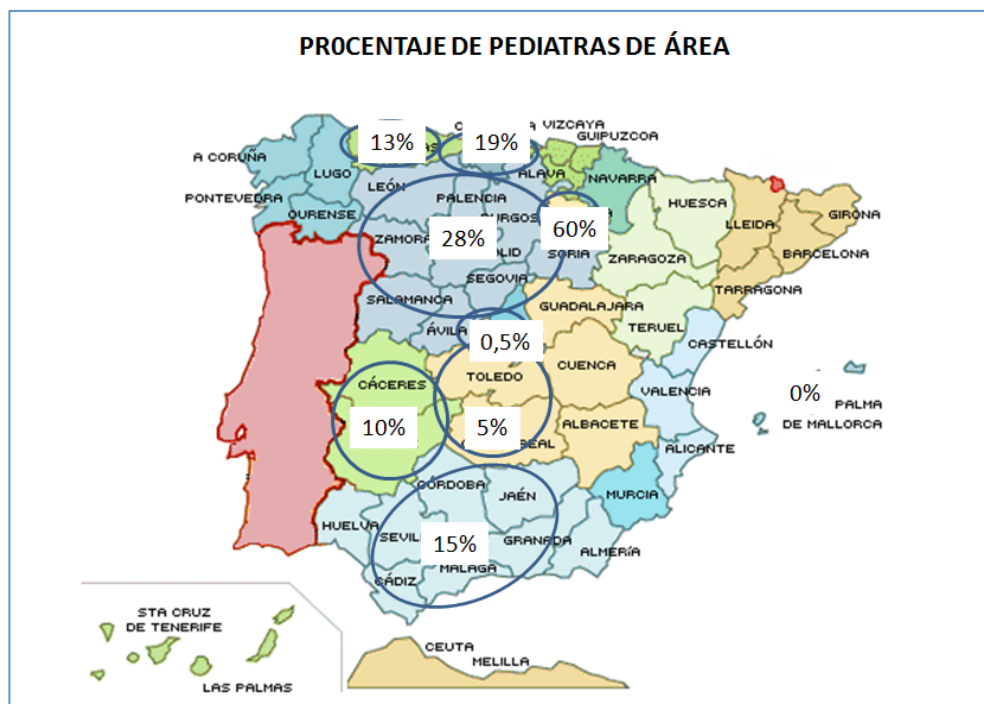 PR0CENTAJE DE PEDIATRAS DE ÁREA
13%
19%
VIZCAYA
GUIPUZCOA
A CORUÑA
LUGO
LEÓN
ALAVA
NAVARRA
PALENCIA
HUESCA
GIRONA
PONTEVEDRA
OURENSE
LLEIDA
ZAMORA
28%
60%
BARCELONA
SORIA
ZARAGOZA
SEGOVIA
TARRAGONA
SALAMANCA
GUADALAJARA
ÁVILA
TERUEL
0,5%
CASTELLÓN
CUENCA
CÁCERES
TOLEDO
VALENCIA
0%
PALMA
DE MALLORCA
10%
5%
ALBACETE
ALICANTE
CÓRDOBA
JAÉN
MURCIA
HUELVA
SEVIL
15%
GRANADA
ALMERÍA
MALAGA
CÁDIZ
STA CRUZ
DE TENERIFE
LAS PALMAS
CEUTA
MELILLA